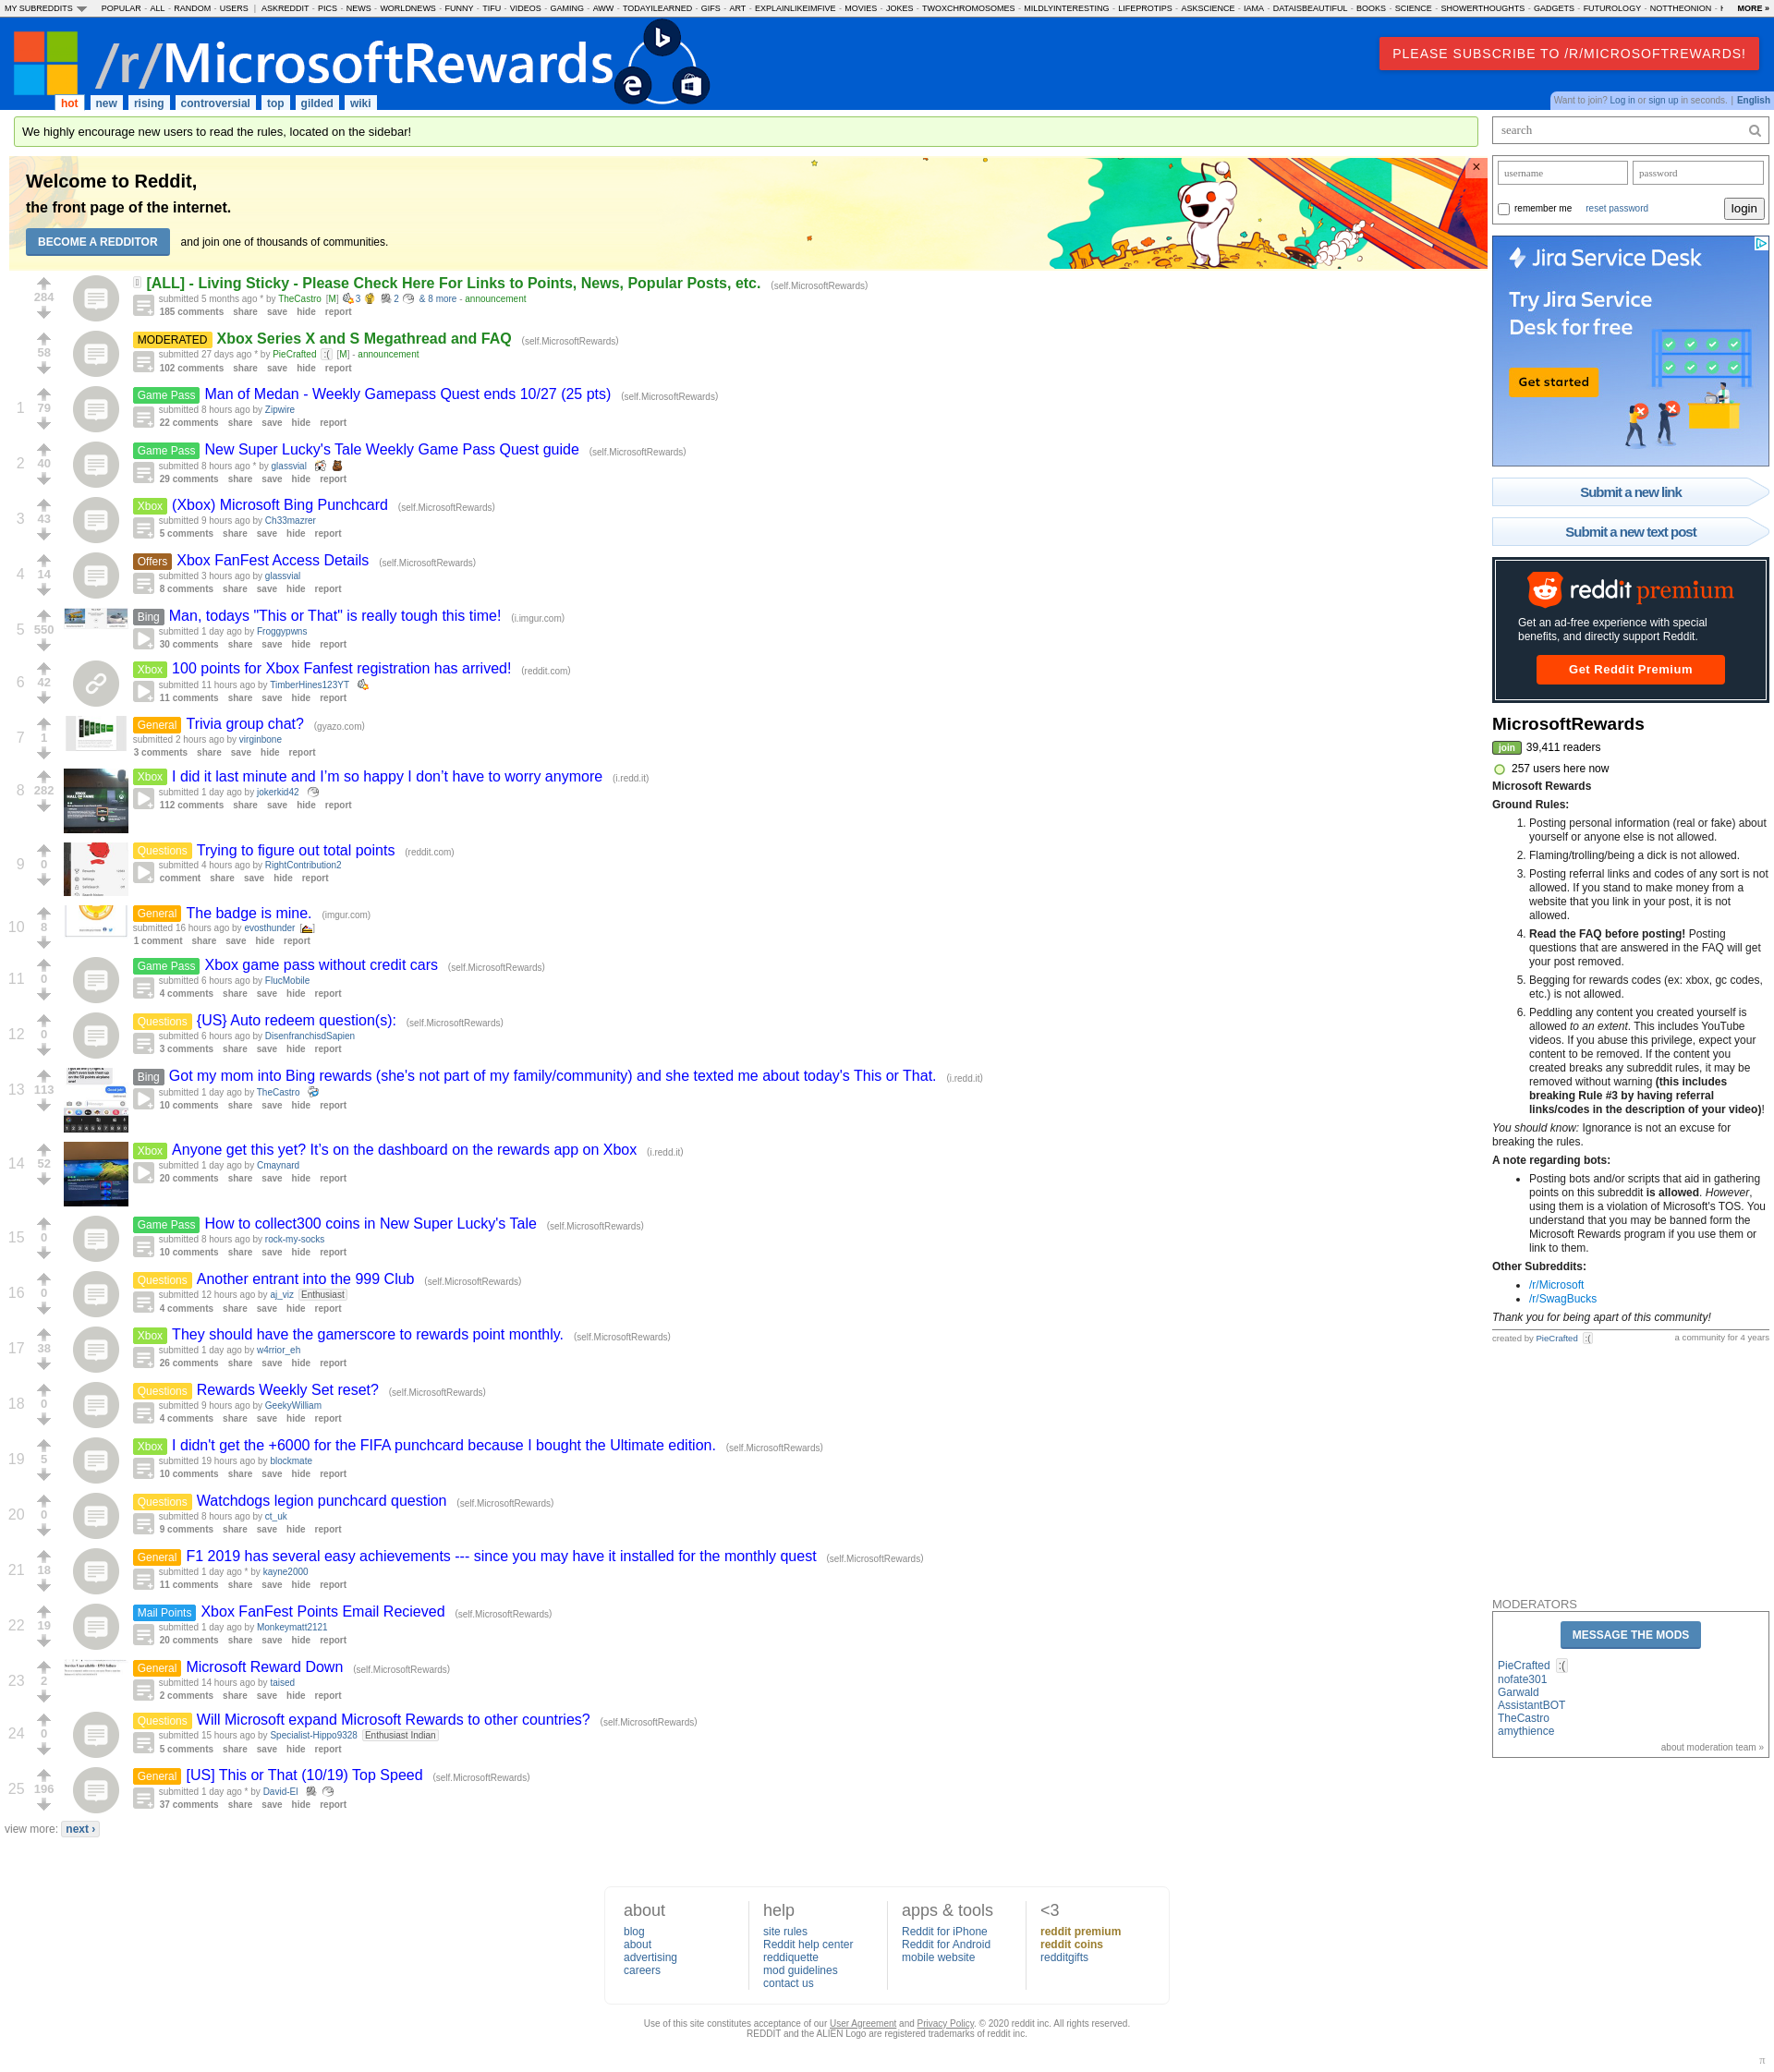 MY SUBREDDITS POPULAR - ALL - RANDOM - USERS | ASKREDDIT - PICS - NEWS - WORLDNEWS - FUNNY - TIFU - VIDEOS - GAMING - AWW - TODAYILEARNED - GIFS - ART - EXPLAINLIKEIMFIVE - MOVIES - JOKES - TWOXCHROMOSOMES - MILDLYINTERESTING - LIFEPROTIPS - ASKSCIENCE - IAMA - DATAISBEAUTIFUL - BOOKS - SCIENCE - SHOWERTHOUGHTS - GADGETS - FUTUROLOGY - NOTTHEONION - MORE »
/r/MicrosoftRewards
PLEASE SUBSCRIBE TO /R/MICROSOFTREWARDS!
hot new rising controversial top gilded wiki
Want to join? Log in or sign up in seconds. | English
We highly encourage new users to read the rules, located on the sidebar!
Welcome to Reddit,
the front page of the internet.
BECOME A REDDITOR and join one of thousands of communities.
×
284
[ALL] - Living Sticky - Please Check Here For Links to Points, News, Popular Posts, etc. (self.MicrosoftRewards)
submitted 5 months ago * by TheCastro [M] 3 2 & 8 more - announcement
185 comments share save hide report
58
MODERATED Xbox Series X and S Megathread and FAQ (self.MicrosoftRewards)
submitted 27 days ago * by PieCrafted :( [M] - announcement
102 comments share save hide report
1 79
Game Pass Man of Medan - Weekly Gamepass Quest ends 10/27 (25 pts) (self.MicrosoftRewards)
submitted 8 hours ago by Zipwire
22 comments share save hide report
2 40
Game Pass New Super Lucky's Tale Weekly Game Pass Quest guide (self.MicrosoftRewards)
submitted 8 hours ago * by glassvial
29 comments share save hide report
3 43
Xbox (Xbox) Microsoft Bing Punchcard (self.MicrosoftRewards)
submitted 9 hours ago by Ch33mazrer
5 comments share save hide report
4 14
Offers Xbox FanFest Access Details (self.MicrosoftRewards)
submitted 3 hours ago by glassvial
8 comments share save hide report
5 550
Bing Man, todays "This or That" is really tough this time! (i.imgur.com)
submitted 1 day ago by Froggypwns
30 comments share save hide report
6 42
Xbox 100 points for Xbox Fanfest registration has arrived! (reddit.com)
submitted 11 hours ago by TimberHines123YT
11 comments share save hide report
7 1
General Trivia group chat? (gyazo.com)
submitted 2 hours ago by virginbone
3 comments share save hide report
8 282
Xbox I did it last minute and I’m so happy I don’t have to worry anymore (i.redd.it)
submitted 1 day ago by jokerkid42
112 comments share save hide report
9 0
Questions Trying to figure out total points (reddit.com)
submitted 4 hours ago by RightContribution2
comment share save hide report
10 8
General The badge is mine. (imgur.com)
submitted 16 hours ago by evosthunder
1 comment share save hide report
11 0
Game Pass Xbox game pass without credit cars (self.MicrosoftRewards)
submitted 6 hours ago by FlucMobile
4 comments share save hide report
12 0
Questions {US} Auto redeem question(s): (self.MicrosoftRewards)
submitted 6 hours ago by DisenfranchisdSapien
3 comments share save hide report
13 113
Bing Got my mom into Bing rewards (she's not part of my family/community) and she texted me about today's This or That. (i.redd.it)
submitted 1 day ago by TheCastro
10 comments share save hide report
14 52
Xbox Anyone get this yet? It’s on the dashboard on the rewards app on Xbox (i.redd.it)
submitted 1 day ago by Cmaynard
20 comments share save hide report
15 0
Game Pass How to collect300 coins in New Super Lucky's Tale (self.MicrosoftRewards)
submitted 8 hours ago by rock-my-socks
10 comments share save hide report
16 0
Questions Another entrant into the 999 Club (self.MicrosoftRewards)
submitted 12 hours ago by aj_viz Enthusiast
4 comments share save hide report
17 38
Xbox They should have the gamerscore to rewards point monthly. (self.MicrosoftRewards)
submitted 1 day ago by w4rrior_eh
26 comments share save hide report
18 0
Questions Rewards Weekly Set reset? (self.MicrosoftRewards)
submitted 9 hours ago by GeekyWilliam
4 comments share save hide report
19 5
Xbox I didn't get the +6000 for the FIFA punchcard because I bought the Ultimate edition. (self.MicrosoftRewards)
submitted 19 hours ago by blockmate
10 comments share save hide report
20 0
Questions Watchdogs legion punchcard question (self.MicrosoftRewards)
submitted 8 hours ago by ct_uk
9 comments share save hide report
21 18
General F1 2019 has several easy achievements --- since you may have it installed for the monthly quest (self.MicrosoftRewards)
submitted 1 day ago * by kayne2000
11 comments share save hide report
22 19
Mail Points Xbox FanFest Points Email Recieved (self.MicrosoftRewards)
submitted 1 day ago by Monkeymatt2121
20 comments share save hide report
23 2
General Microsoft Reward Down (self.MicrosoftRewards)
submitted 14 hours ago by taised
2 comments share save hide report
24 0
Questions Will Microsoft expand Microsoft Rewards to other countries? (self.MicrosoftRewards)
submitted 15 hours ago by Specialist-Hippo9328 Enthusiast Indian
5 comments share save hide report
25 196
General [US] This or That (10/19) Top Speed (self.MicrosoftRewards)
submitted 1 day ago * by David-El
37 comments share save hide report
view more: next ›
search
username password
remember me reset password login
Jira Service Desk
Try Jira Service
Desk for free
Get started
Submit a new link
Submit a new text post
reddit premium
Get an ad-free experience with special
benefits, and directly support Reddit.
Get Reddit Premium
MicrosoftRewards
join 39,411 readers
257 users here now
Microsoft Rewards
Ground Rules:
1. Posting personal information (real or fake) about
yourself or anyone else is not allowed.
2. Flaming/trolling/being a dick is not allowed.
3. Posting referral links and codes of any sort is not
allowed. If you stand to make money from a
website that you link in your post, it is not
allowed.
4. Read the FAQ before posting! Posting
questions that are answered in the FAQ will get
your post removed.
5. Begging for rewards codes (ex: xbox, gc codes,
etc.) is not allowed.
6. Peddling any content you created yourself is
allowed to an extent. This includes YouTube
videos. If you abuse this privilege, expect your
content to be removed. If the content you
created breaks any subreddit rules, it may be
removed without warning (this includes
breaking Rule #3 by having referral
links/codes in the description of your video)!
You should know: Ignorance is not an excuse for
breaking the rules.
A note regarding bots:
• Posting bots and/or scripts that aid in gathering
points on this subreddit is allowed. However,
using them is a violation of Microsoft's TOS. You
understand that you may be banned form the
Microsoft Rewards program if you use them or
link to them.
Other Subreddits:
• /r/Microsoft
• /r/SwagBucks
Thank you for being apart of this community!
created by PieCrafted :( a community for 4 years
MODERATORS
MESSAGE THE MODS
PieCrafted :(
nofate301
Garwald
AssistantBOT
TheCastro
amythience
about moderation team »
about
blog
about
advertising
careers
help
site rules
Reddit help center
reddiquette
mod guidelines
contact us
apps & tools
Reddit for iPhone
Reddit for Android
mobile website
<3
reddit premium
reddit coins
redditgifts
Use of this site constitutes acceptance of our User Agreement and Privacy Policy. © 2020 reddit inc. All rights reserved.
REDDIT and the ALIEN Logo are registered trademarks of reddit inc.
π